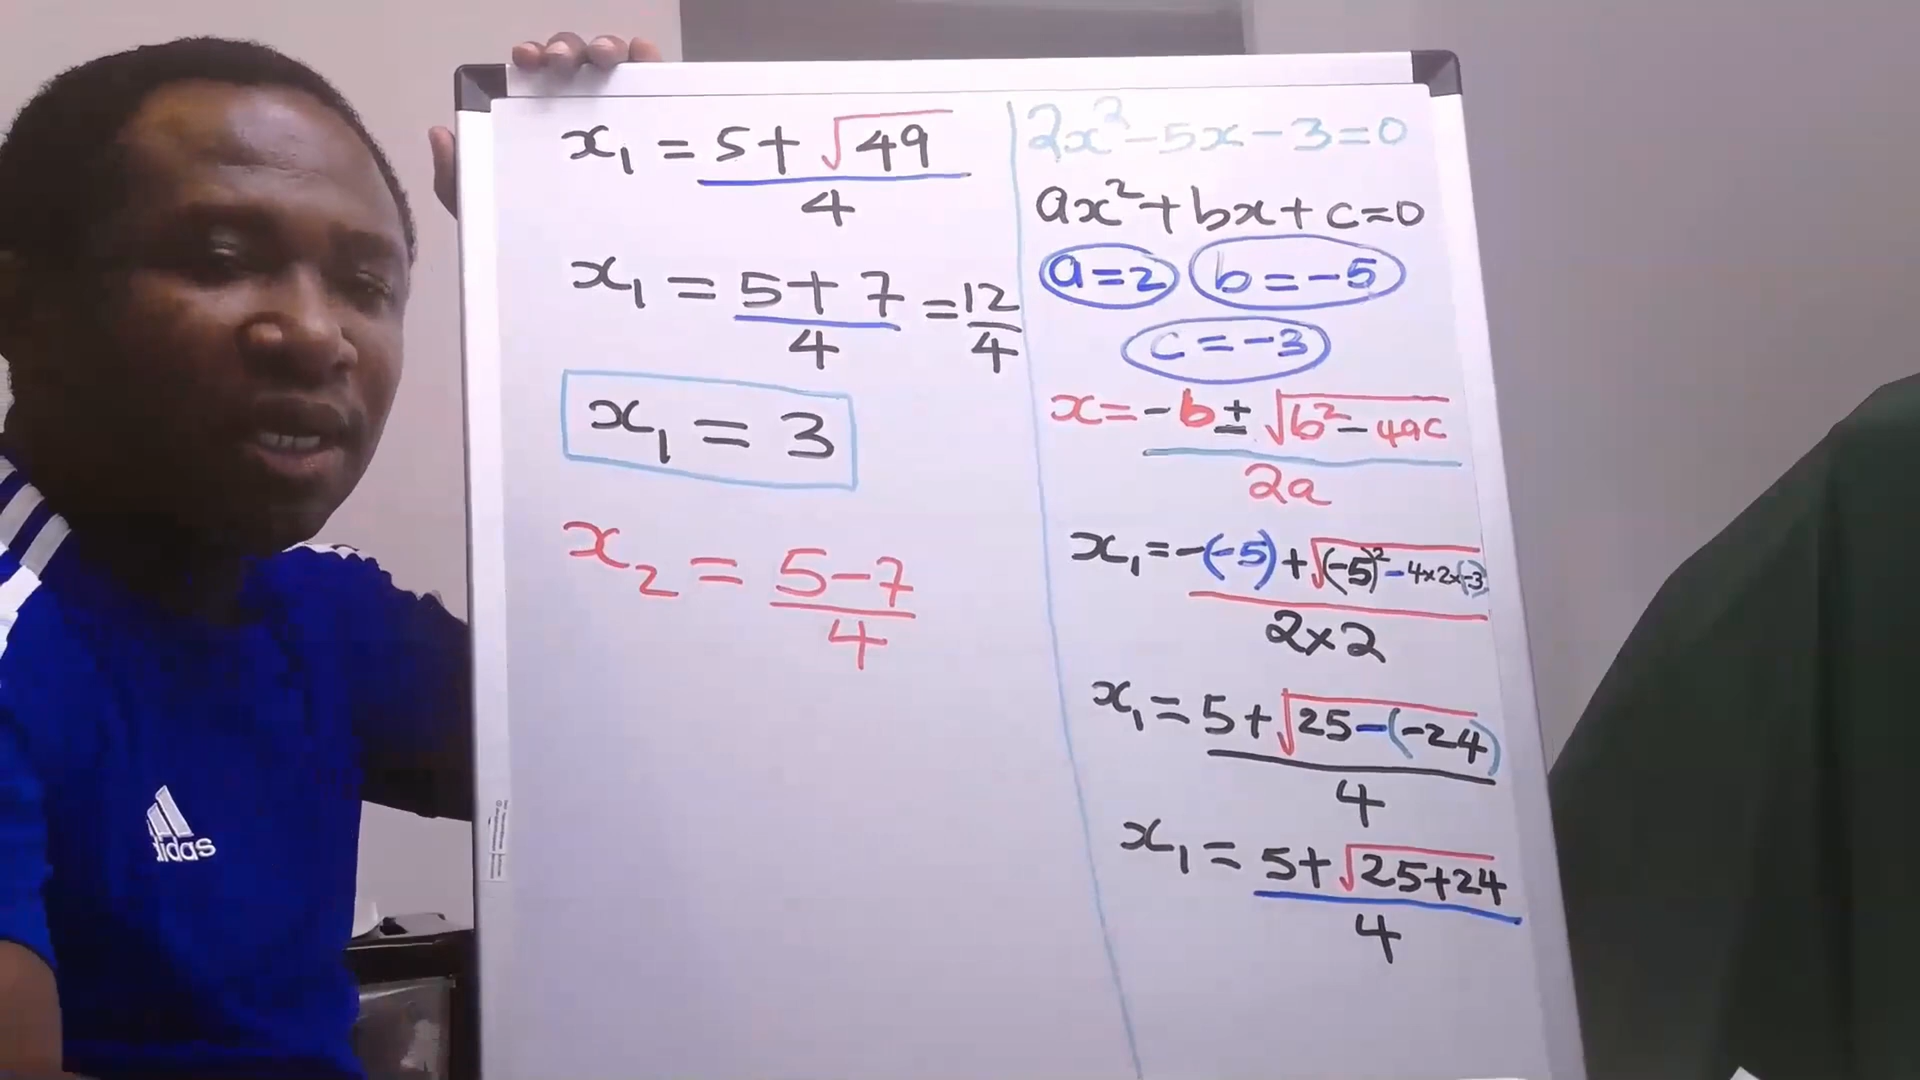 2x² - 5x - 3 = 0
ax² + bx + c = 0
a = 2 b = -5
c = -3
x = (-b ± √(b² - 4ac)) / 2a
x₁ = (-(-5) + √((-5)² - 4×2×(-3))) / 2×2
x₁ = (5 + √(25 - (-24))) / 4
x₁ = (5 + √(25+24)) / 4
x₁ = (5 + √49) / 4
x₁ = (5 + 7) / 4 = 12/4
x₁ = 3
x₂ = (5 - 7) / 4
adidas